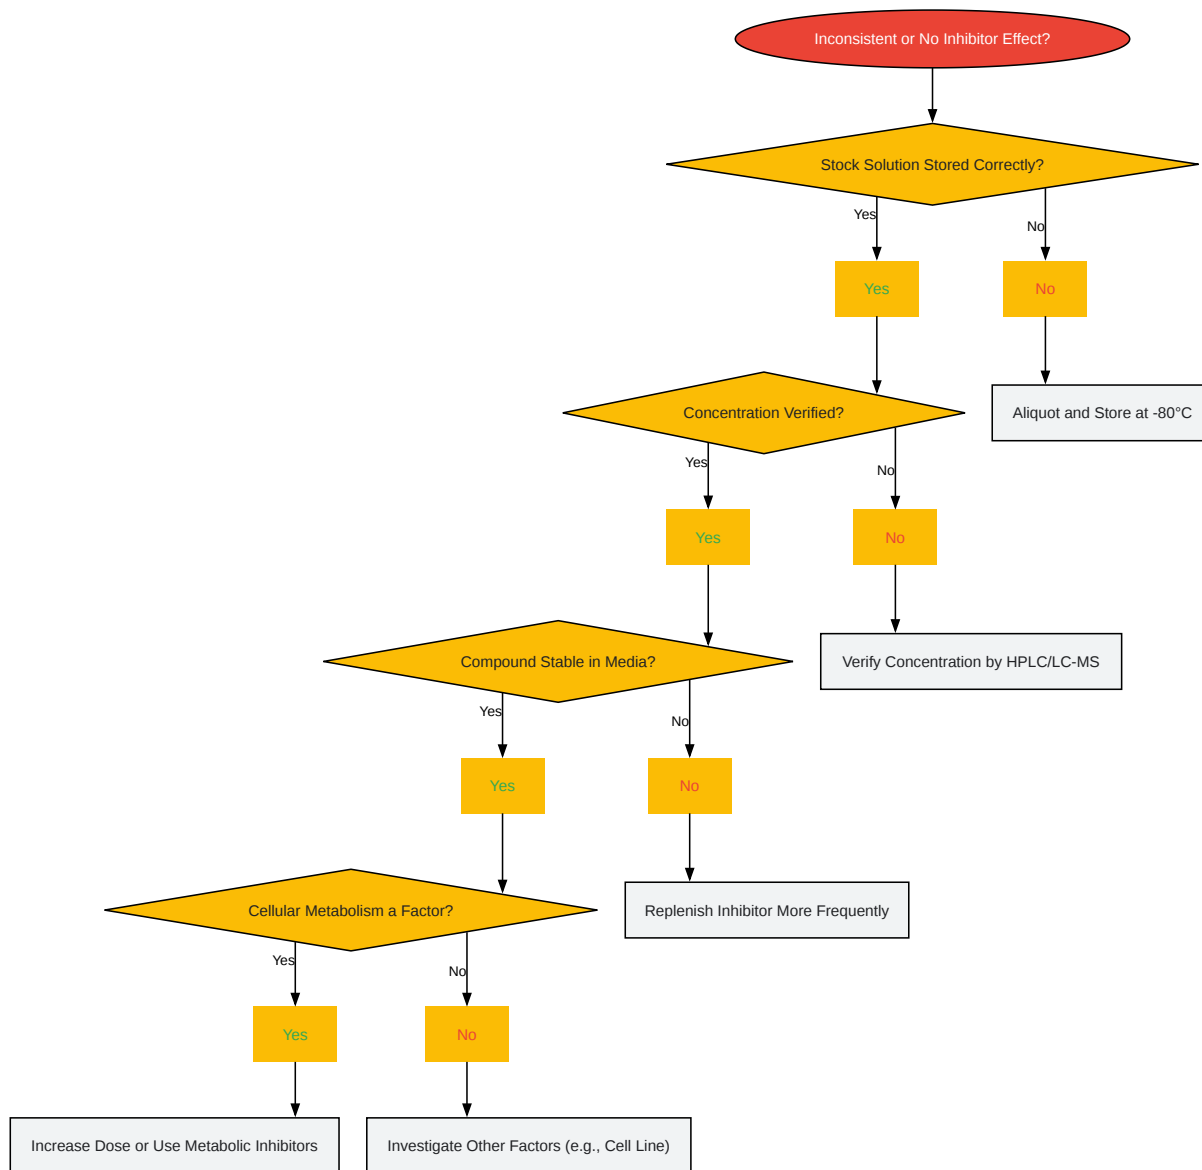 Inconsistent or No Inhibitor Effect?
Stock Solution Stored Correctly?
Yes
No
Yes
No
Concentration Verified?
Aliquot and Store at -80°C
Yes
No
Yes
No
Compound Stable in Media?
Verify Concentration by HPLC/LC-MS
Yes
No
Yes
No
Cellular Metabolism a Factor?
Replenish Inhibitor More Frequently
Yes
No
Yes
No
Increase Dose or Use Metabolic Inhibitors
Investigate Other Factors (e.g., Cell Line)